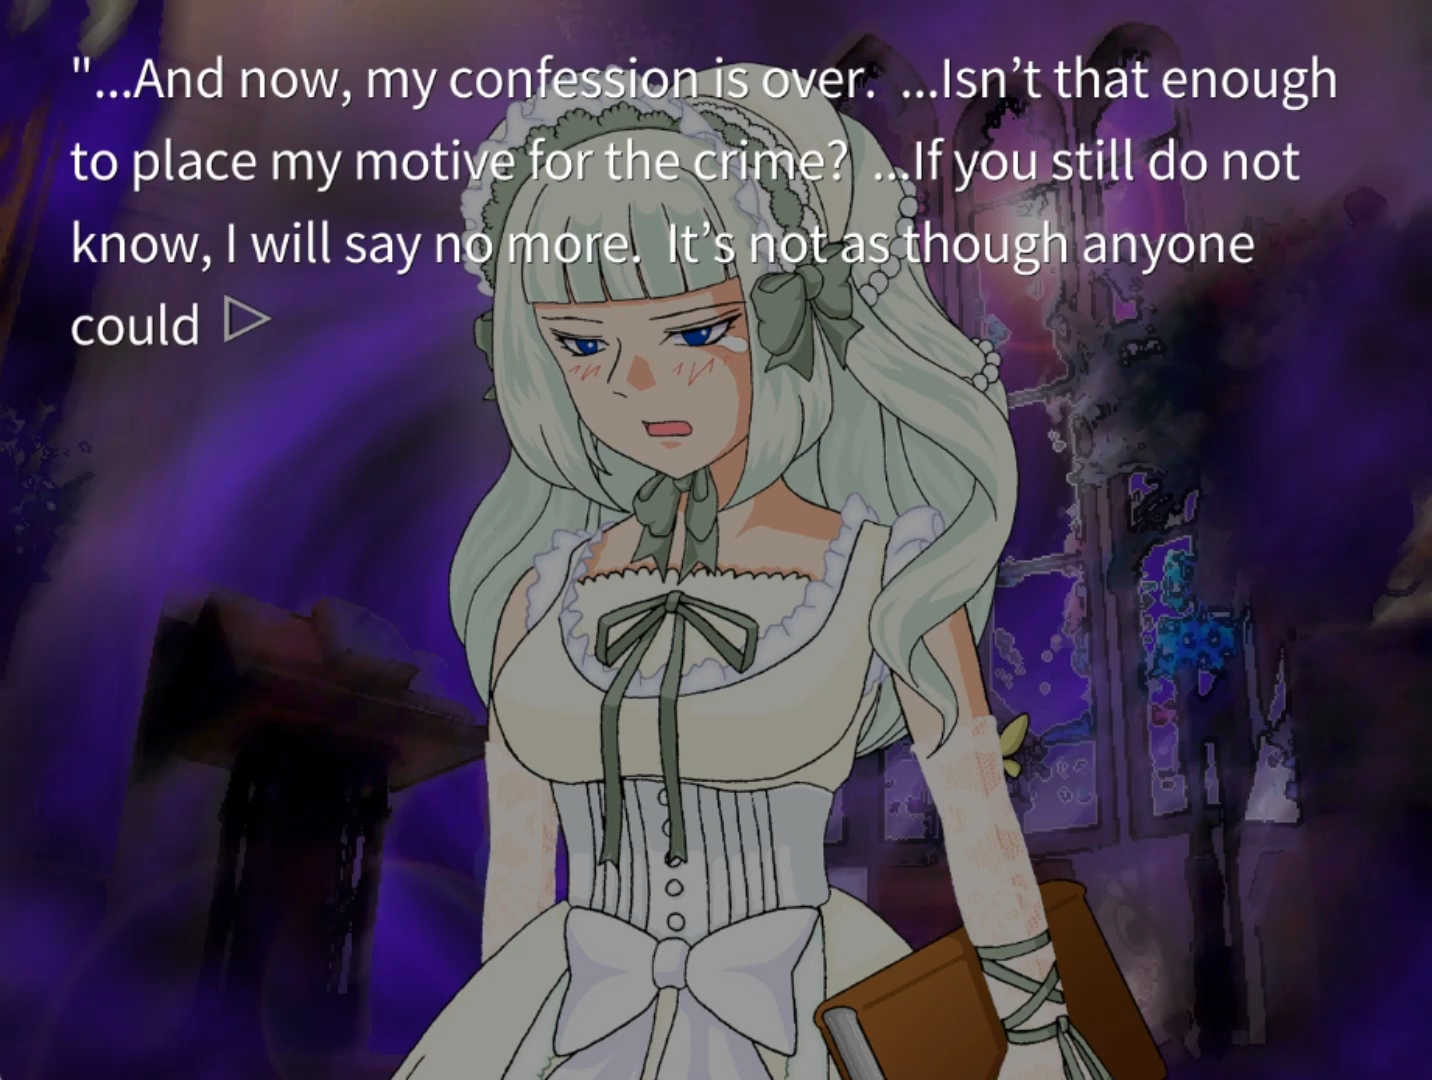 "...And now, my confession is over.  ...Isn’t that enough
to place my motive for the crime?  ...If you still do not
know, I will say no more.  It’s not as though anyone
could